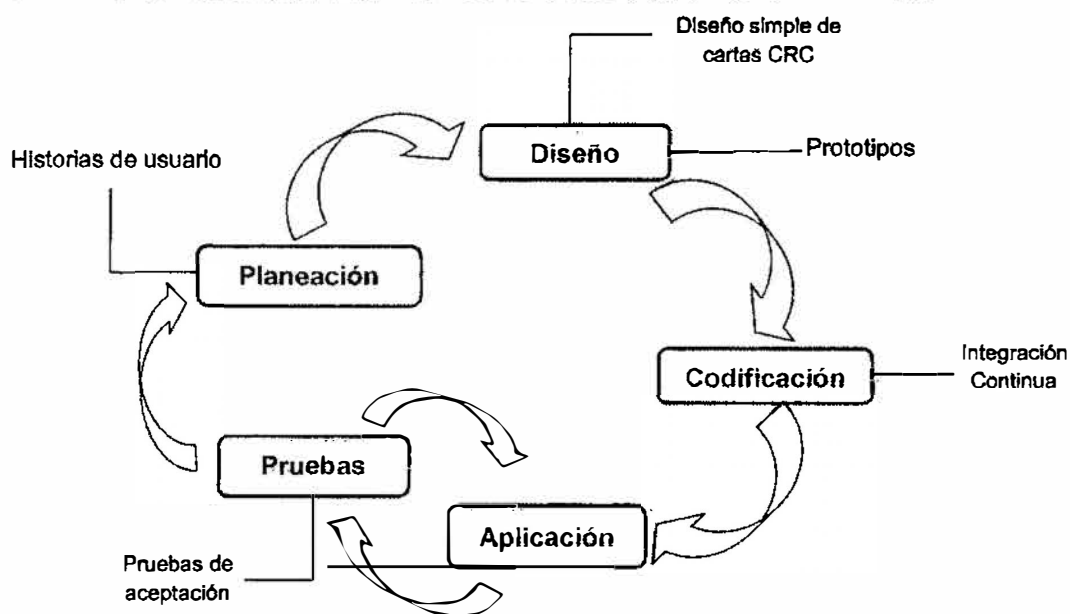 Diseño simple de
cartas CRC
Diseño
Prototipos
Historias de usuario
Planeación
Codificación
Integración
Continua
Pruebas
Aplicación
Pruebas de
aceptación